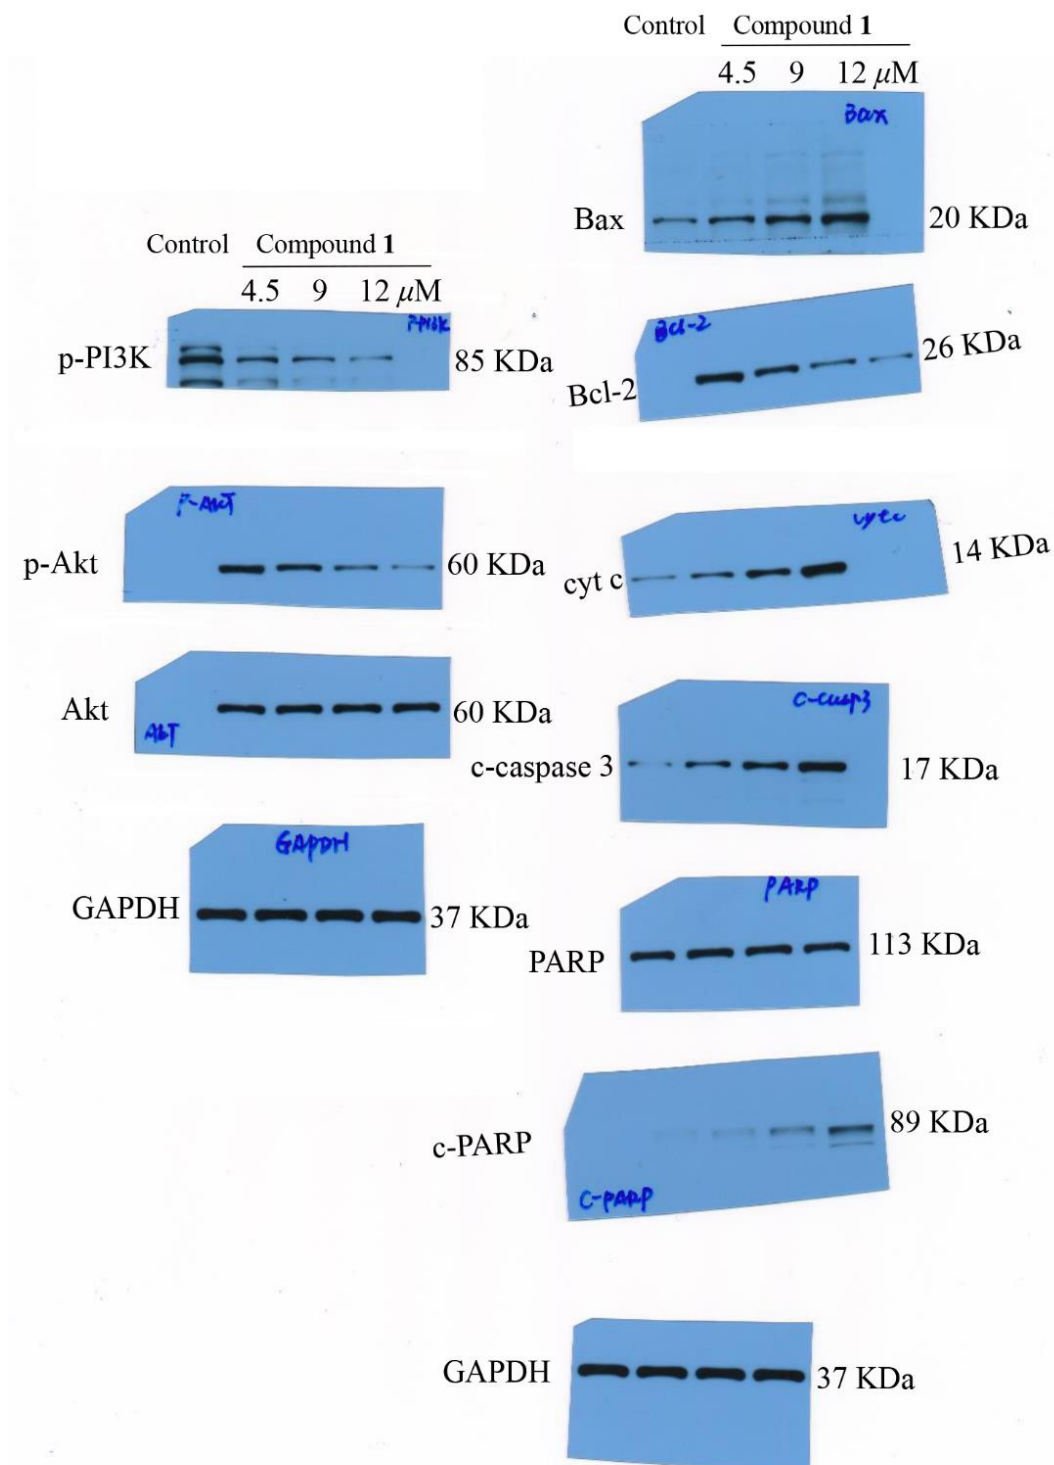 Control Compound 1
4.5 9 12 μM
Bax
Bax 20 KDa
Bcl-2
Bcl-2 26 KDa
cytc
cyt c 14 KDa
c-casp3
c-caspase 3 17 KDa
PARP
PARP 113 KDa
c-PARP 89 KDa
C-PARP
GAPDH 37 KDa
Control Compound 1
4.5 9 12 μM
P-PI3K
p-PI3K 85 KDa
P-AKT
p-Akt 60 KDa
Akt 60 KDa
AKT
GAPDH
GAPDH 37 KDa